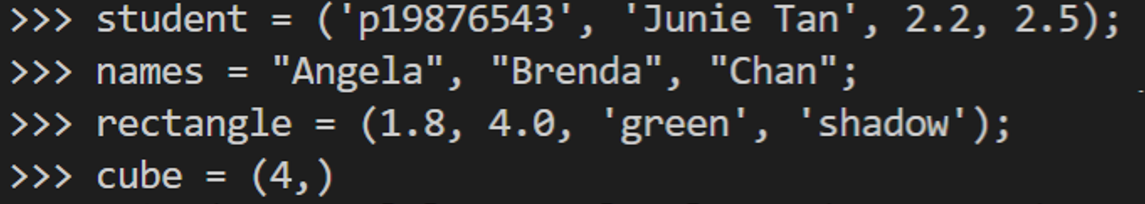 >>> student = ('p19876543', 'Junie Tan', 2.2, 2.5);
>>> names = "Angela", "Brenda", "Chan";
>>> rectangle = (1.8, 4.0, 'green', 'shadow');
>>> cube = (4,)